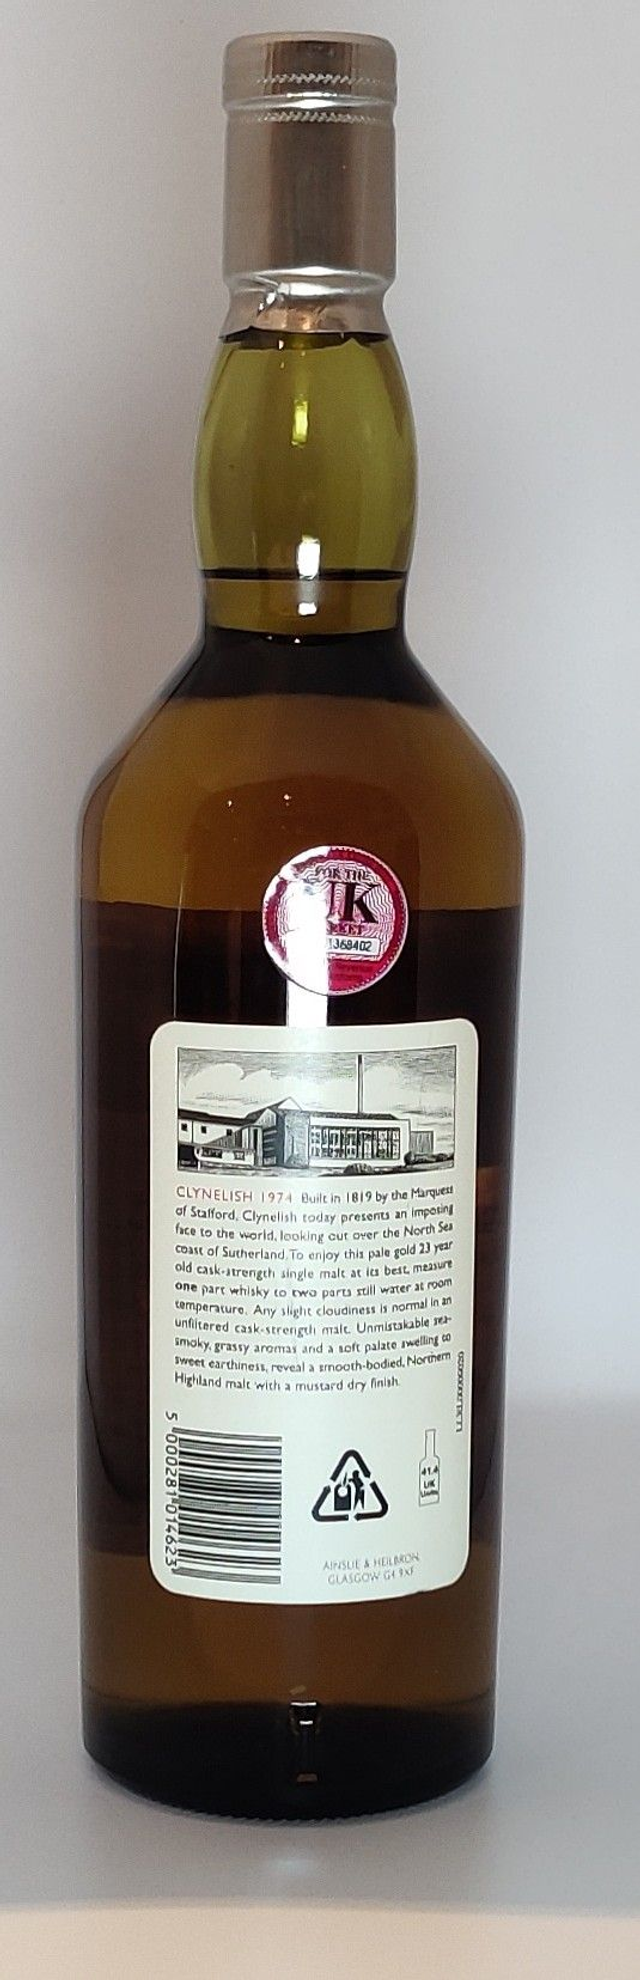 FOR THE
UK
MARKET
1368402
CLYNELISH 1974 Built in 1819 by the Marquess
of Stafford, Clynelish today presents an imposing
face to the world, looking out over the North Sea
coast of Sutherland. To enjoy this pale gold 23 year
old cask-strength single malt at its best, measure
one part whisky to two parts still water at room
temperature. Any slight cloudiness is normal in an
unfiltered cask-strength malt. Unmistakable sea-
smoky, grassy aromas and a soft palate swelling to
sweet earthiness, reveal a smooth-bodied, Northern
Highland malt with a mustard dry finish.
5 000281 014623
41.4
UK
Units
AINSLIE & HEILBRON,
GLASGOW G4 9XF